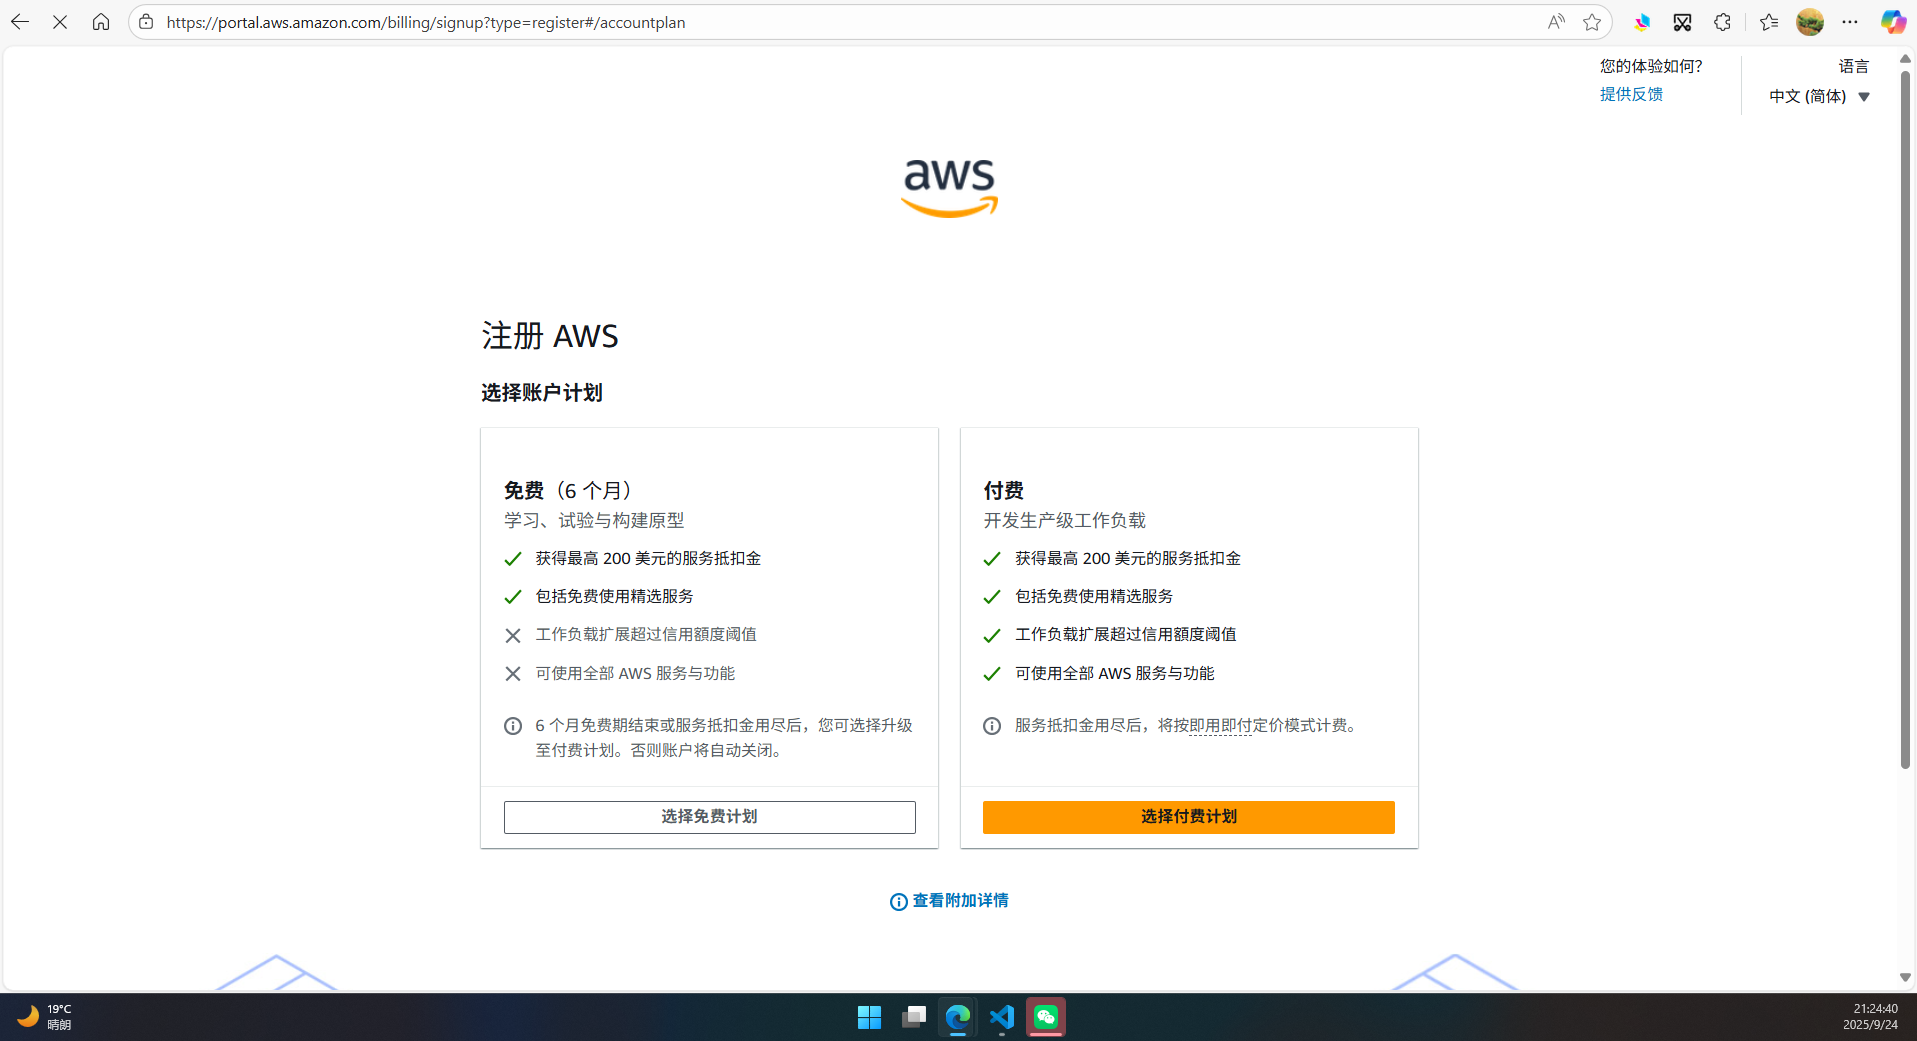 https://portal.aws.amazon.com/billing/signup?type=register#/accountplan
您的体验如何？
提供反馈
语言
中文 (简体)
aws
注册 AWS
选择账户计划
免费（6 个月）
学习、试验与构建原型
获得最高 200 美元的服务抵扣金
包括免费使用精选服务
工作负载扩展超过信用額度阈值
可使用全部 AWS 服务与功能
6 个月免费期结束或服务抵扣金用尽后，您可选择升级
至付费计划。否则账户将自动关闭。
选择免费计划
付费
开发生产级工作负载
获得最高 200 美元的服务抵扣金
包括免费使用精选服务
工作负载扩展超过信用額度阈值
可使用全部 AWS 服务与功能
服务抵扣金用尽后，将按即用即付定价模式计费。
选择付费计划
查看附加详情
19°C
晴朗
21:24:40
2025/9/24